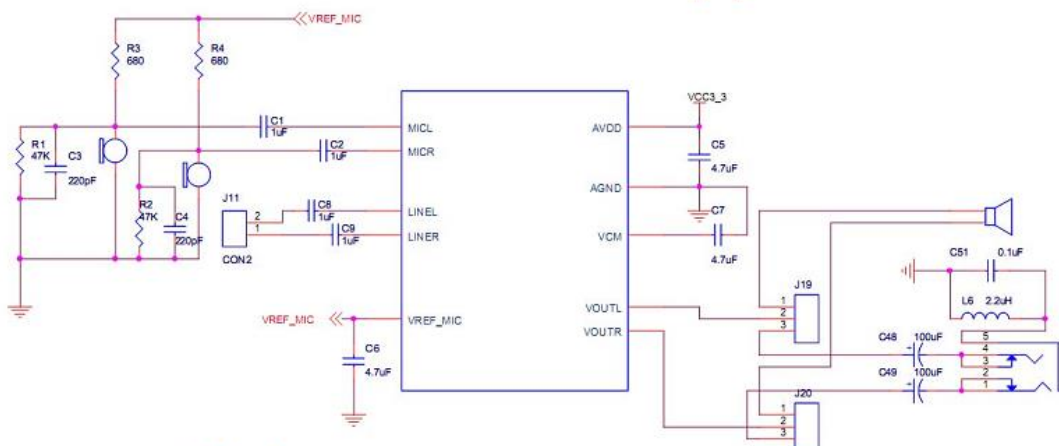 VREF_MIC
R3
680
R4
680
R1
47K
C3
220pF
C1
1uF
C2
1uF
R2
47K
C4
220pF
J11
2
1
CON2
C8
1uF
C9
1uF
VREF_MIC
C6
4.7uF
MICL
MICR
LINEL
LINER
VREF_MIC
AVDD
AGND
VCM
VOUTL
VOUTR
VCC3_3
C5
4.7uF
C7
4.7uF
J19
1
2
3
C51
0.1uF
L6
2.2uH
C48
100uF
C49
100uF
5
4
3
2
1
J20
1
2
3